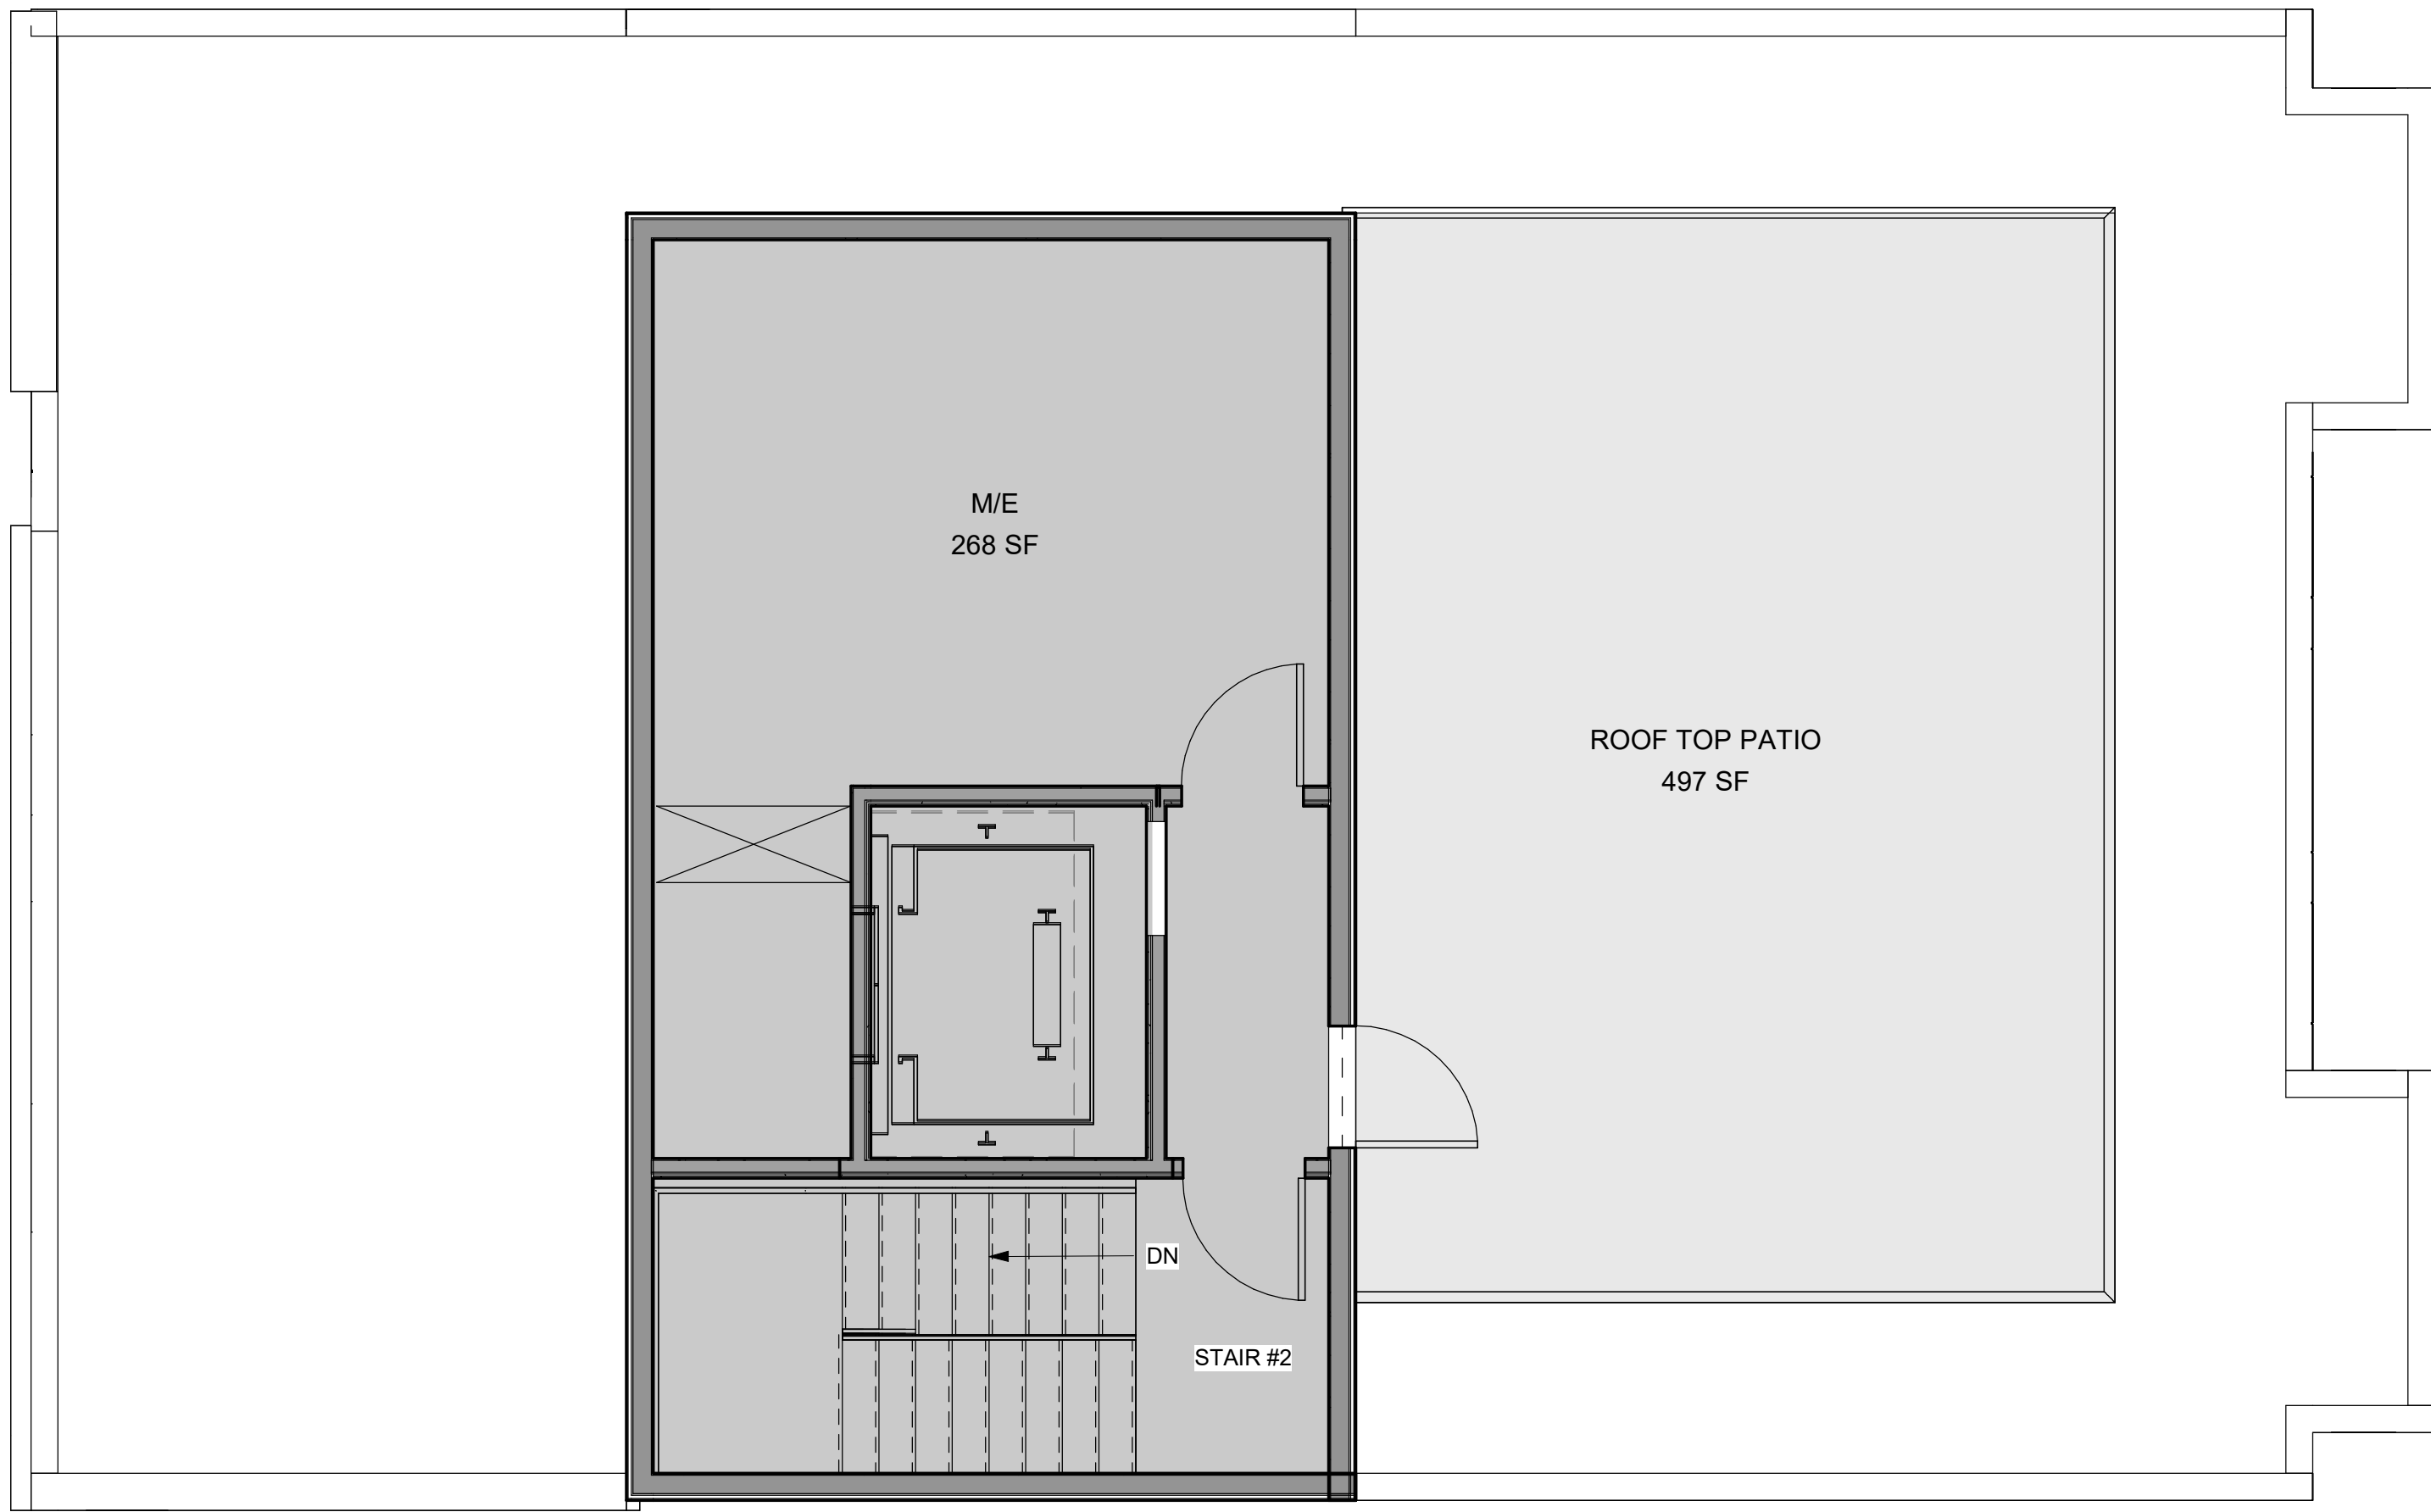 M/E
268 SF
ROOF TOP PATIO
497 SF
DN
STAIR #2